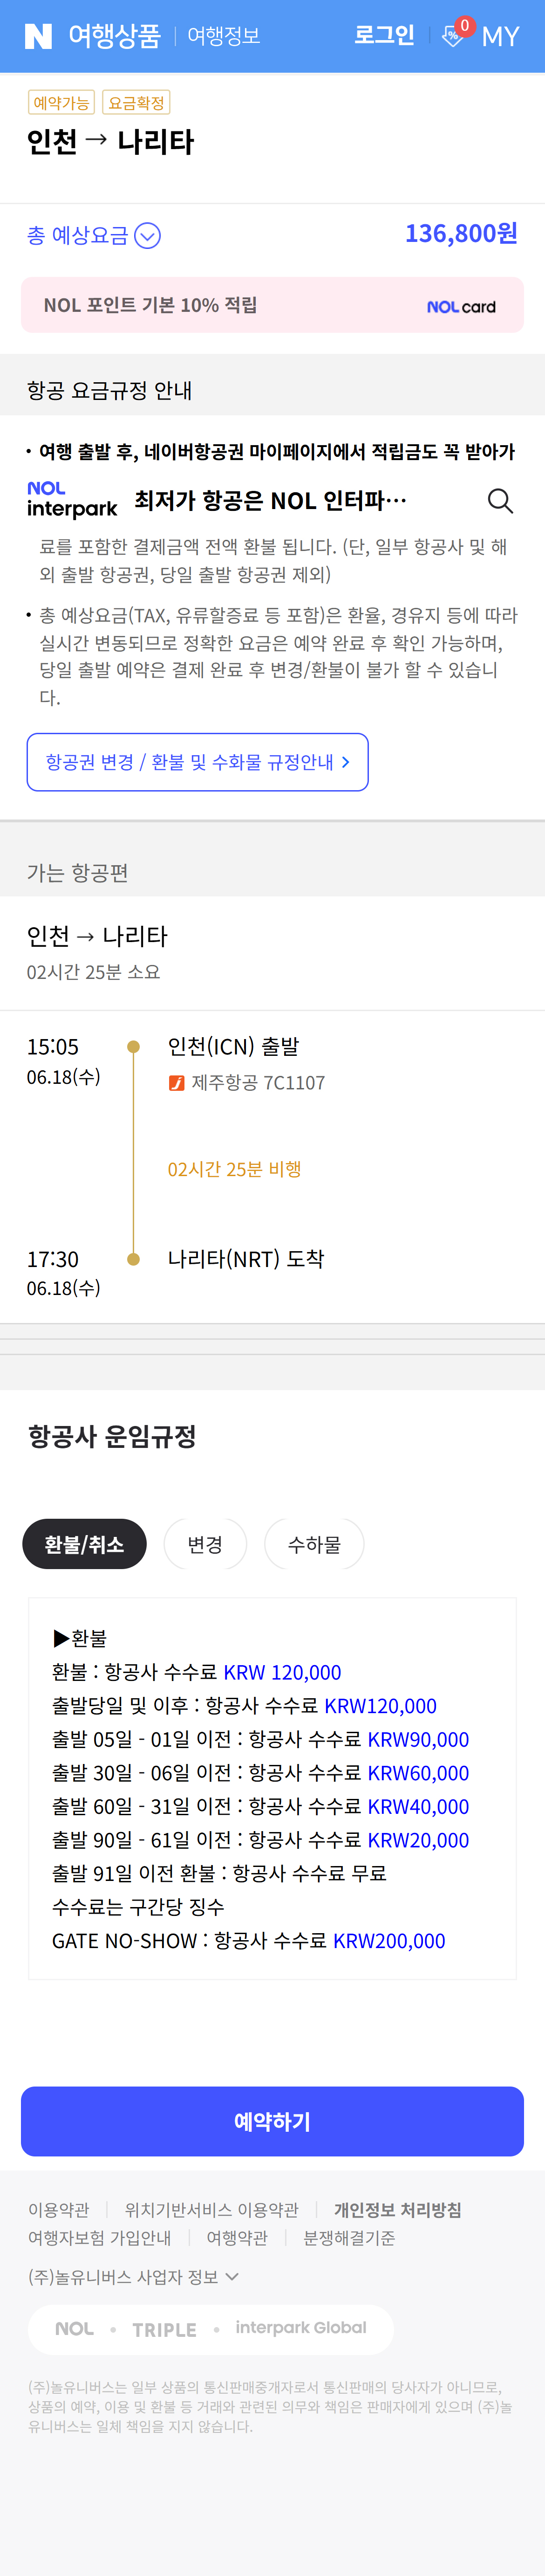 N 여행상품 여행정보 로그인 % 0 MY
예약가능 요금확정
인천 → 나리타
총 예상요금 136,800원
NOL 포인트 기본 10% 적립 NOL card
항공 요금규정 안내
• 여행 출발 후, 네이버항공권 마이페이지에서 적립금도 꼭 받아가
NOL
interpark 최저가 항공은 NOL 인터파…
료를 포함한 결제금액 전액 환불 됩니다. (단, 일부 항공사 및 해
외 출발 항공권, 당일 출발 항공권 제외)
• 총 예상요금(TAX, 유류할증료 등 포함)은 환율, 경유지 등에 따라
실시간 변동되므로 정확한 요금은 예약 완료 후 확인 가능하며,
당일 출발 예약은 결제 완료 후 변경/환불이 불가 할 수 있습니
다.
항공권 변경 / 환불 및 수화물 규정안내 >
가는 항공편
인천 → 나리타
02시간 25분 소요
15:05 인천(ICN) 출발
06.18(수) 제주항공 7C1107
02시간 25분 비행
17:30 나리타(NRT) 도착
06.18(수)
항공사 운임규정
환불/취소 변경 수하물
▶환불
환불 : 항공사 수수료 KRW 120,000
출발당일 및 이후 : 항공사 수수료 KRW120,000
출발 05일 - 01일 이전 : 항공사 수수료 KRW90,000
출발 30일 - 06일 이전 : 항공사 수수료 KRW60,000
출발 60일 - 31일 이전 : 항공사 수수료 KRW40,000
출발 90일 - 61일 이전 : 항공사 수수료 KRW20,000
출발 91일 이전 환불 : 항공사 수수료 무료
수수료는 구간당 징수
GATE NO-SHOW : 항공사 수수료 KRW200,000
예약하기
이용약관 위치기반서비스 이용약관 개인정보 처리방침
여행자보험 가입안내 여행약관 분쟁해결기준
(주)놀유니버스 사업자 정보
NOL • TRIPLE • interpark Global
(주)놀유니버스는 일부 상품의 통신판매중개자로서 통신판매의 당사자가 아니므로,
상품의 예약, 이용 및 환불 등 거래와 관련된 의무와 책임은 판매자에게 있으며 (주)놀
유니버스는 일체 책임을 지지 않습니다.